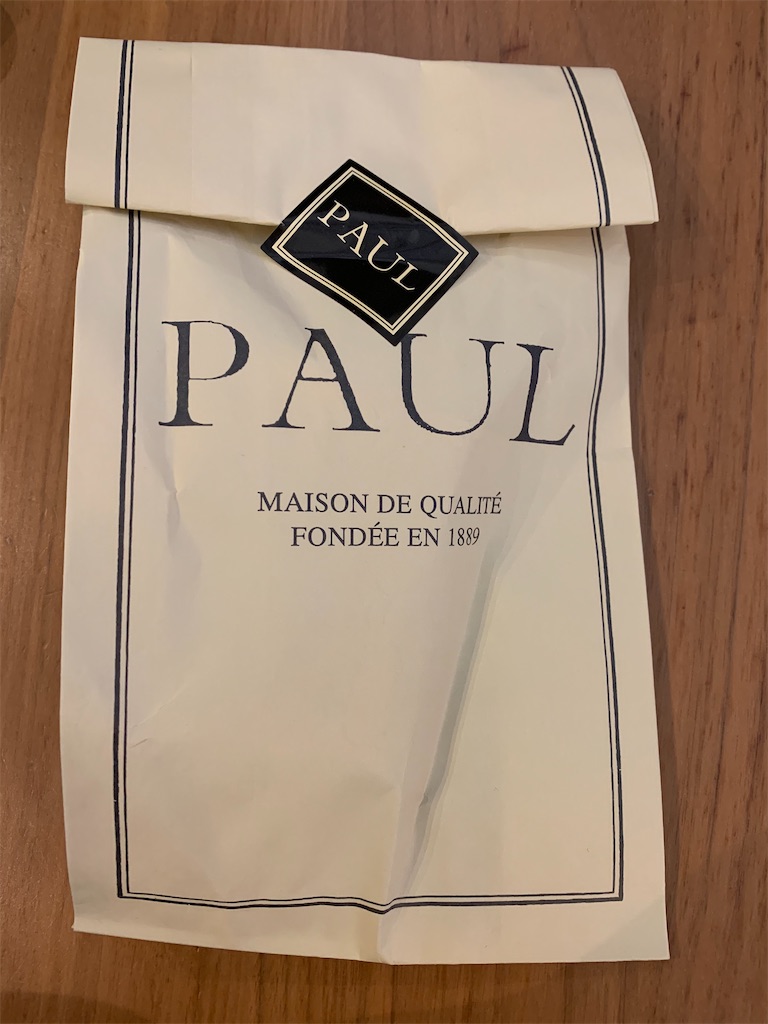 PAUL
PAUL
MAISON DE QUALITÉ
FONDÉE EN 1889